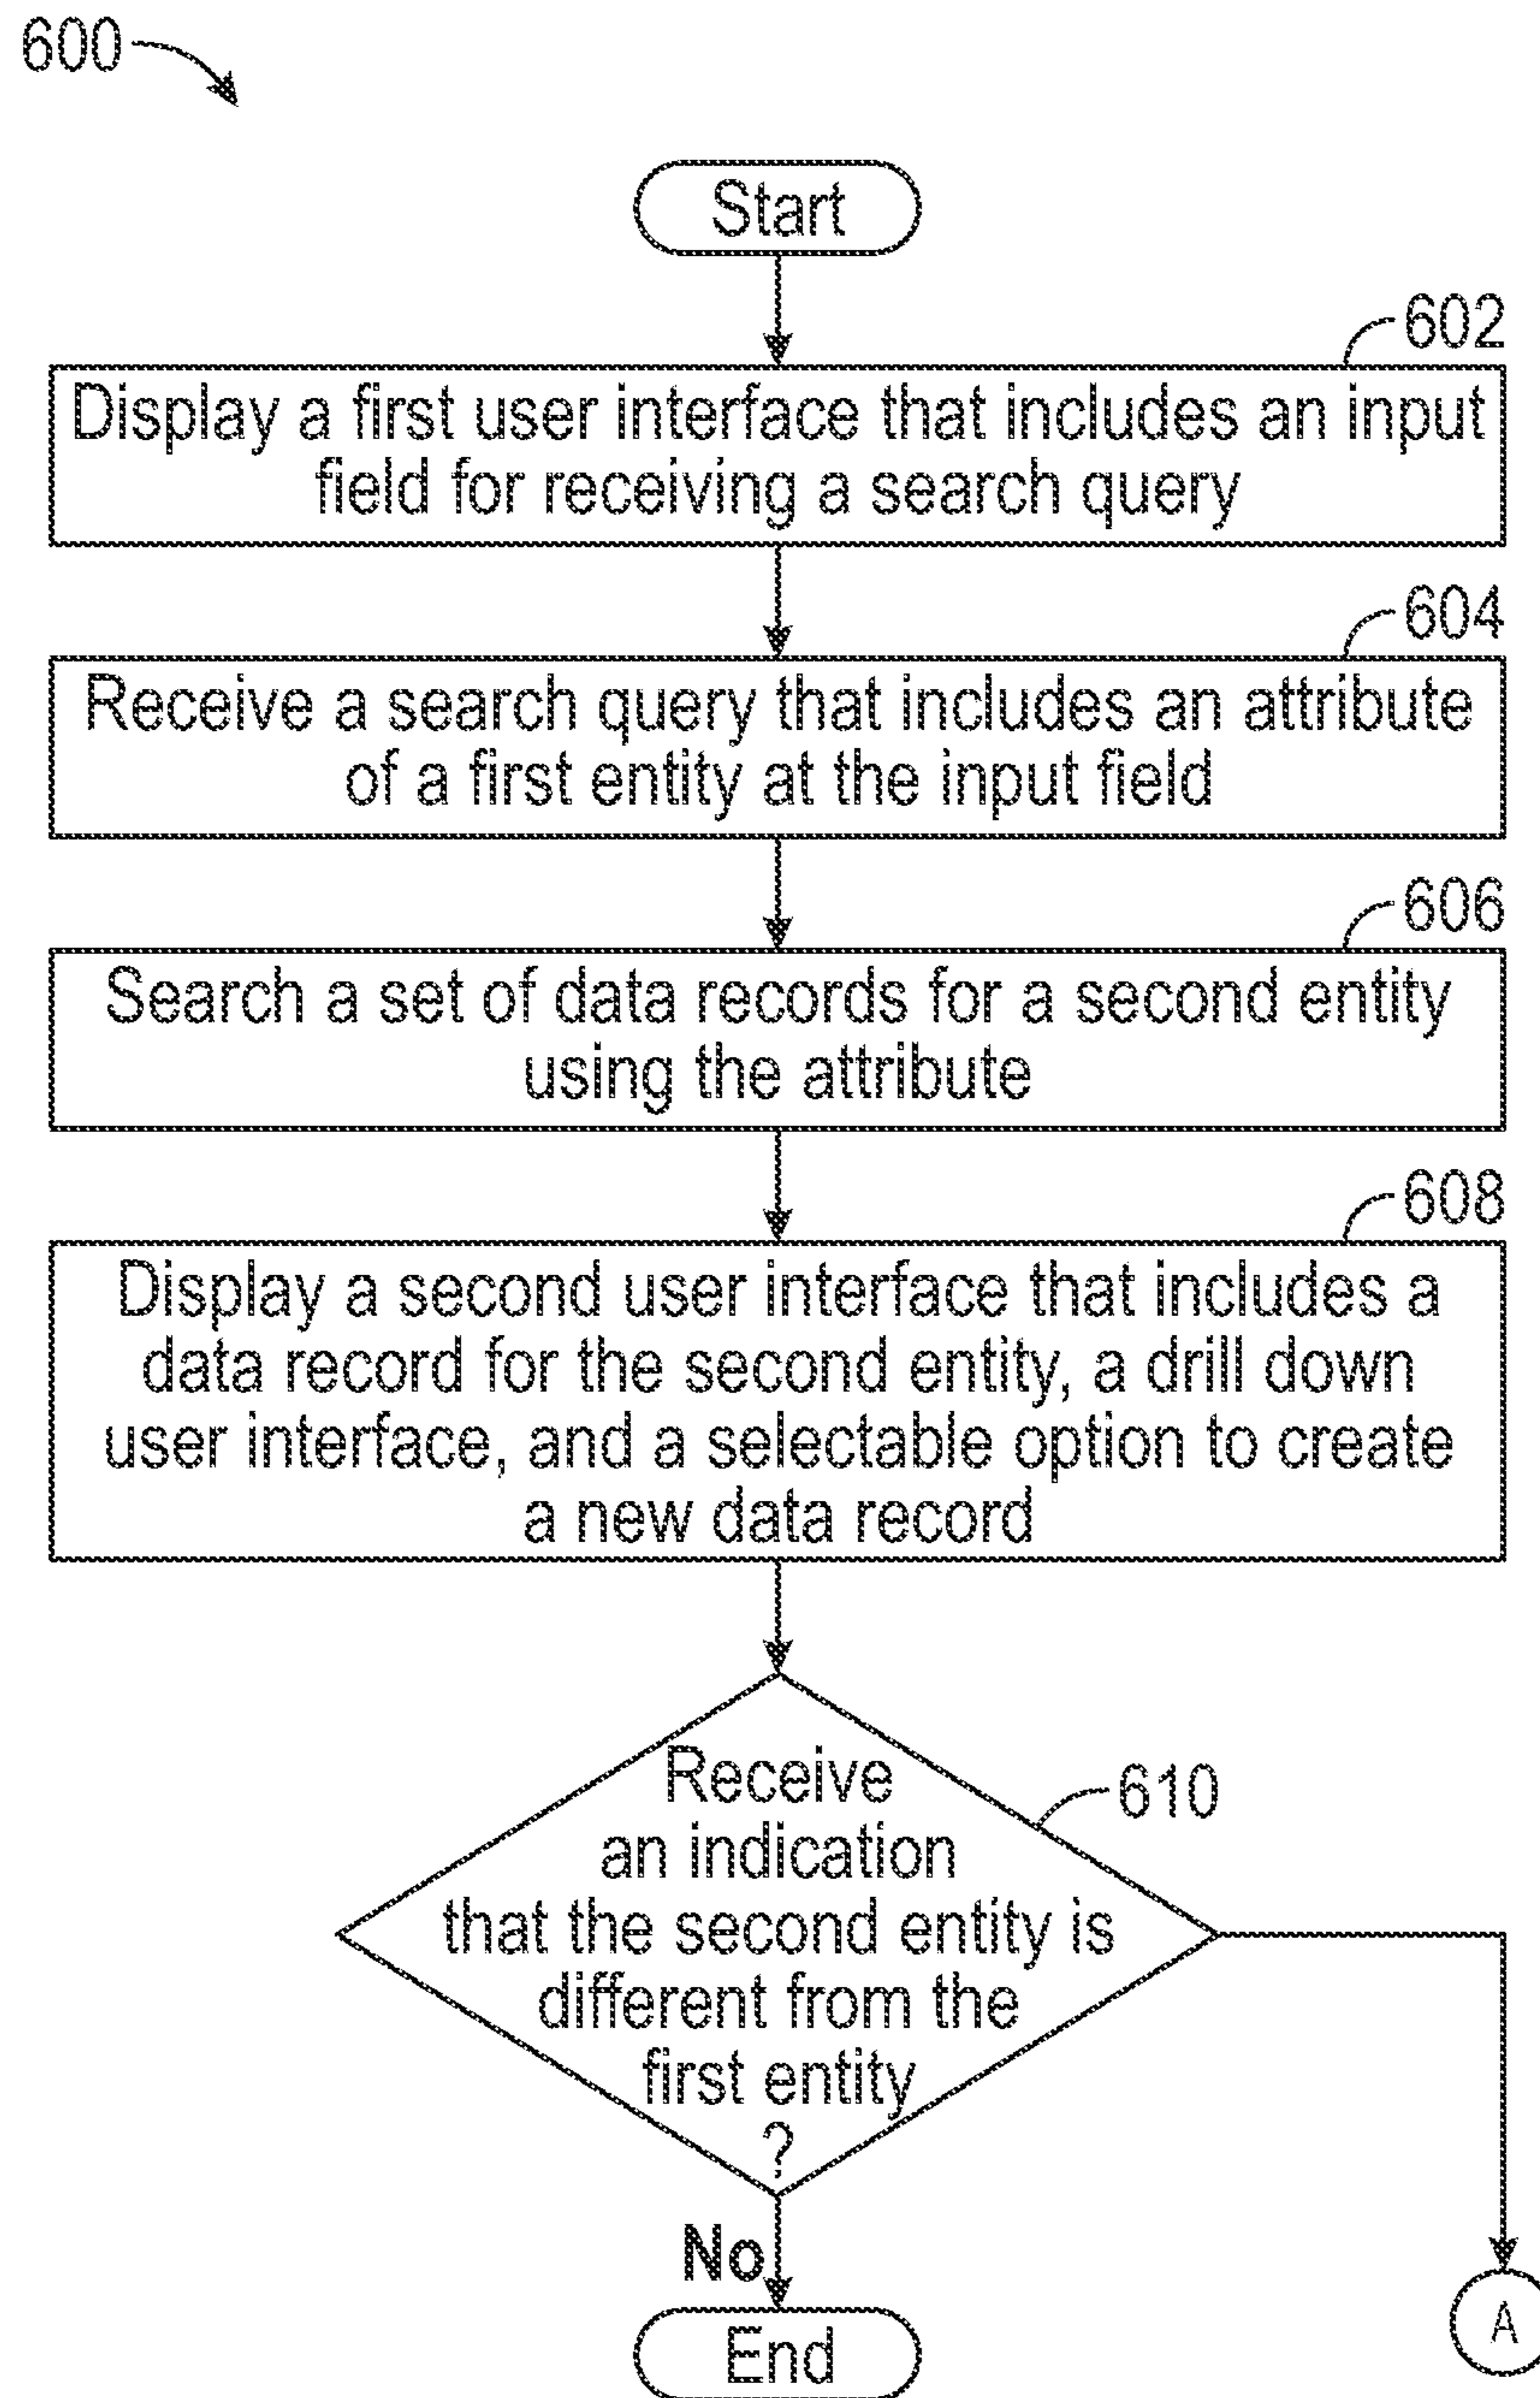 600
Start
602
Display a first user interface that includes an input
field for receiving a search query
604
Receive a search query that includes an attribute
of a first entity at the input field
606
Search a set of data records for a second entity
using the attribute
608
Display a second user interface that includes a
data record for the second entity, a drill down
user interface, and a selectable option to create
a new data record
610
Receive
an indication
that the second entity is
different from the
first entity
?
No
End
A